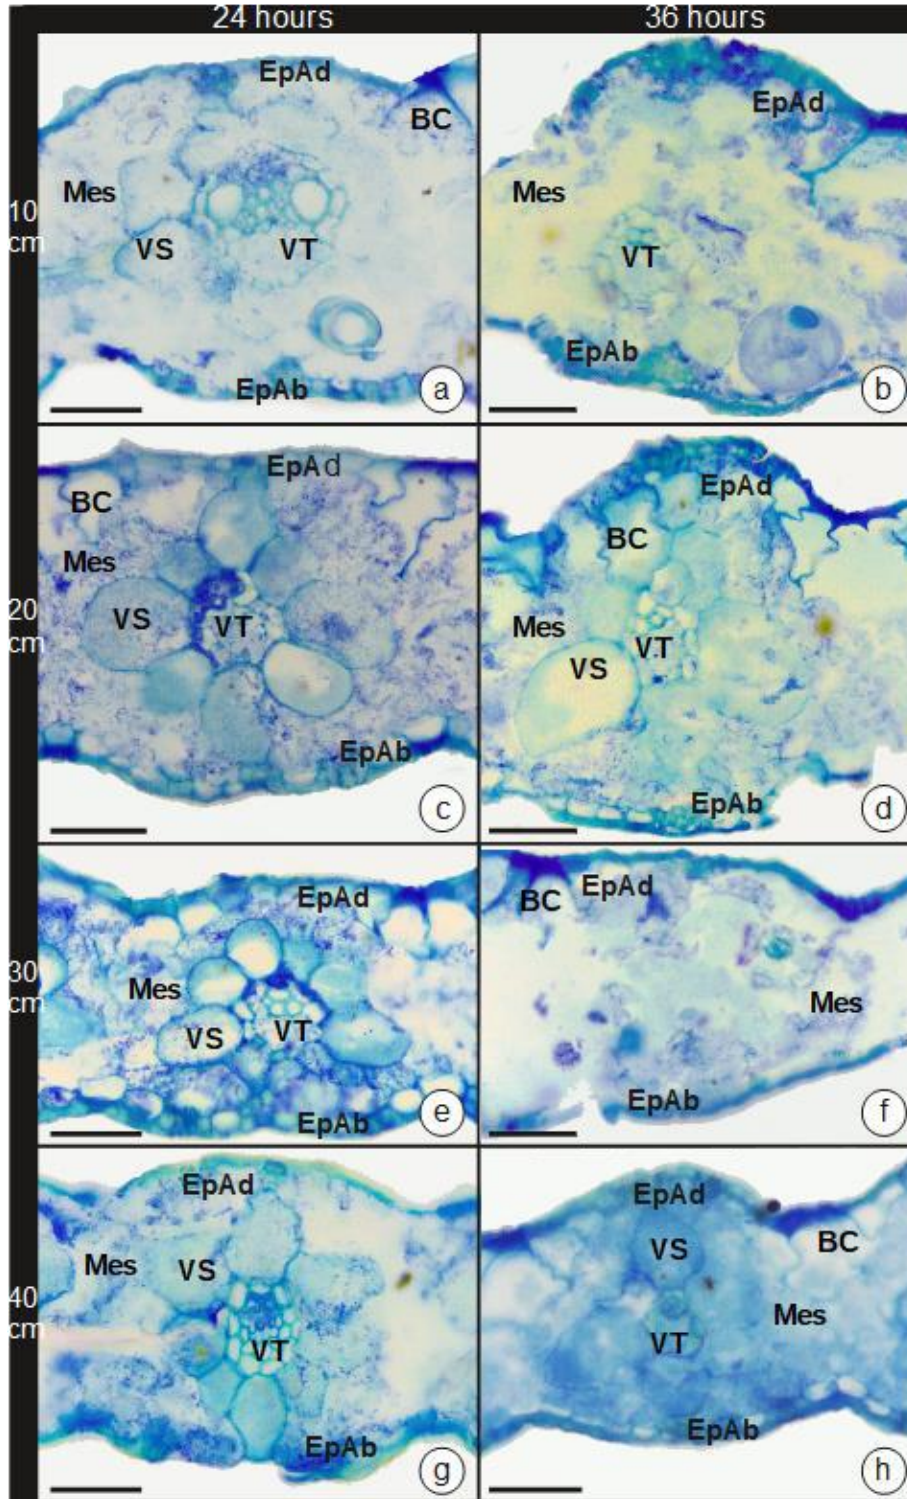 24 hours
36 hours
EpAd
BC
Mes
VS
VT
EpAb
a
EpAd
Mes
VT
EpAb
b
10
cm
EpAd
BC
Mes
VS
VT
EpAb
c
EpAd
BC
Mes
VT
VS
EpAb
d
20
cm
EpAd
Mes
VS
VT
EpAb
e
EpAd
BC
Mes
EpAb
f
30
cm
EpAd
Mes
VS
VT
EpAb
g
EpAd
VS
BC
Mes
VT
EpAb
h
40
cm